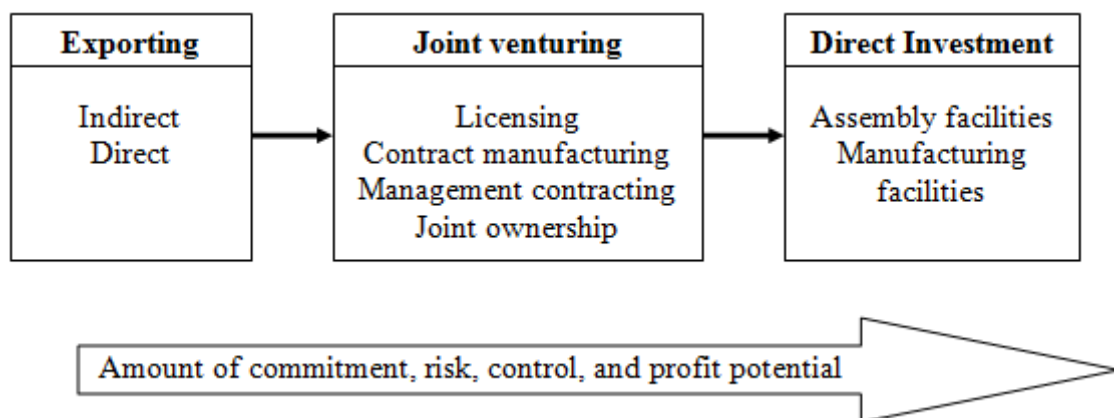 Exporting
Indirect
Direct
Joint venturing
Licensing
Contract manufacturing
Management contracting
Joint ownership
Direct Investment
Assembly facilities
Manufacturing
facilities
Amount of commitment, risk, control, and profit potential